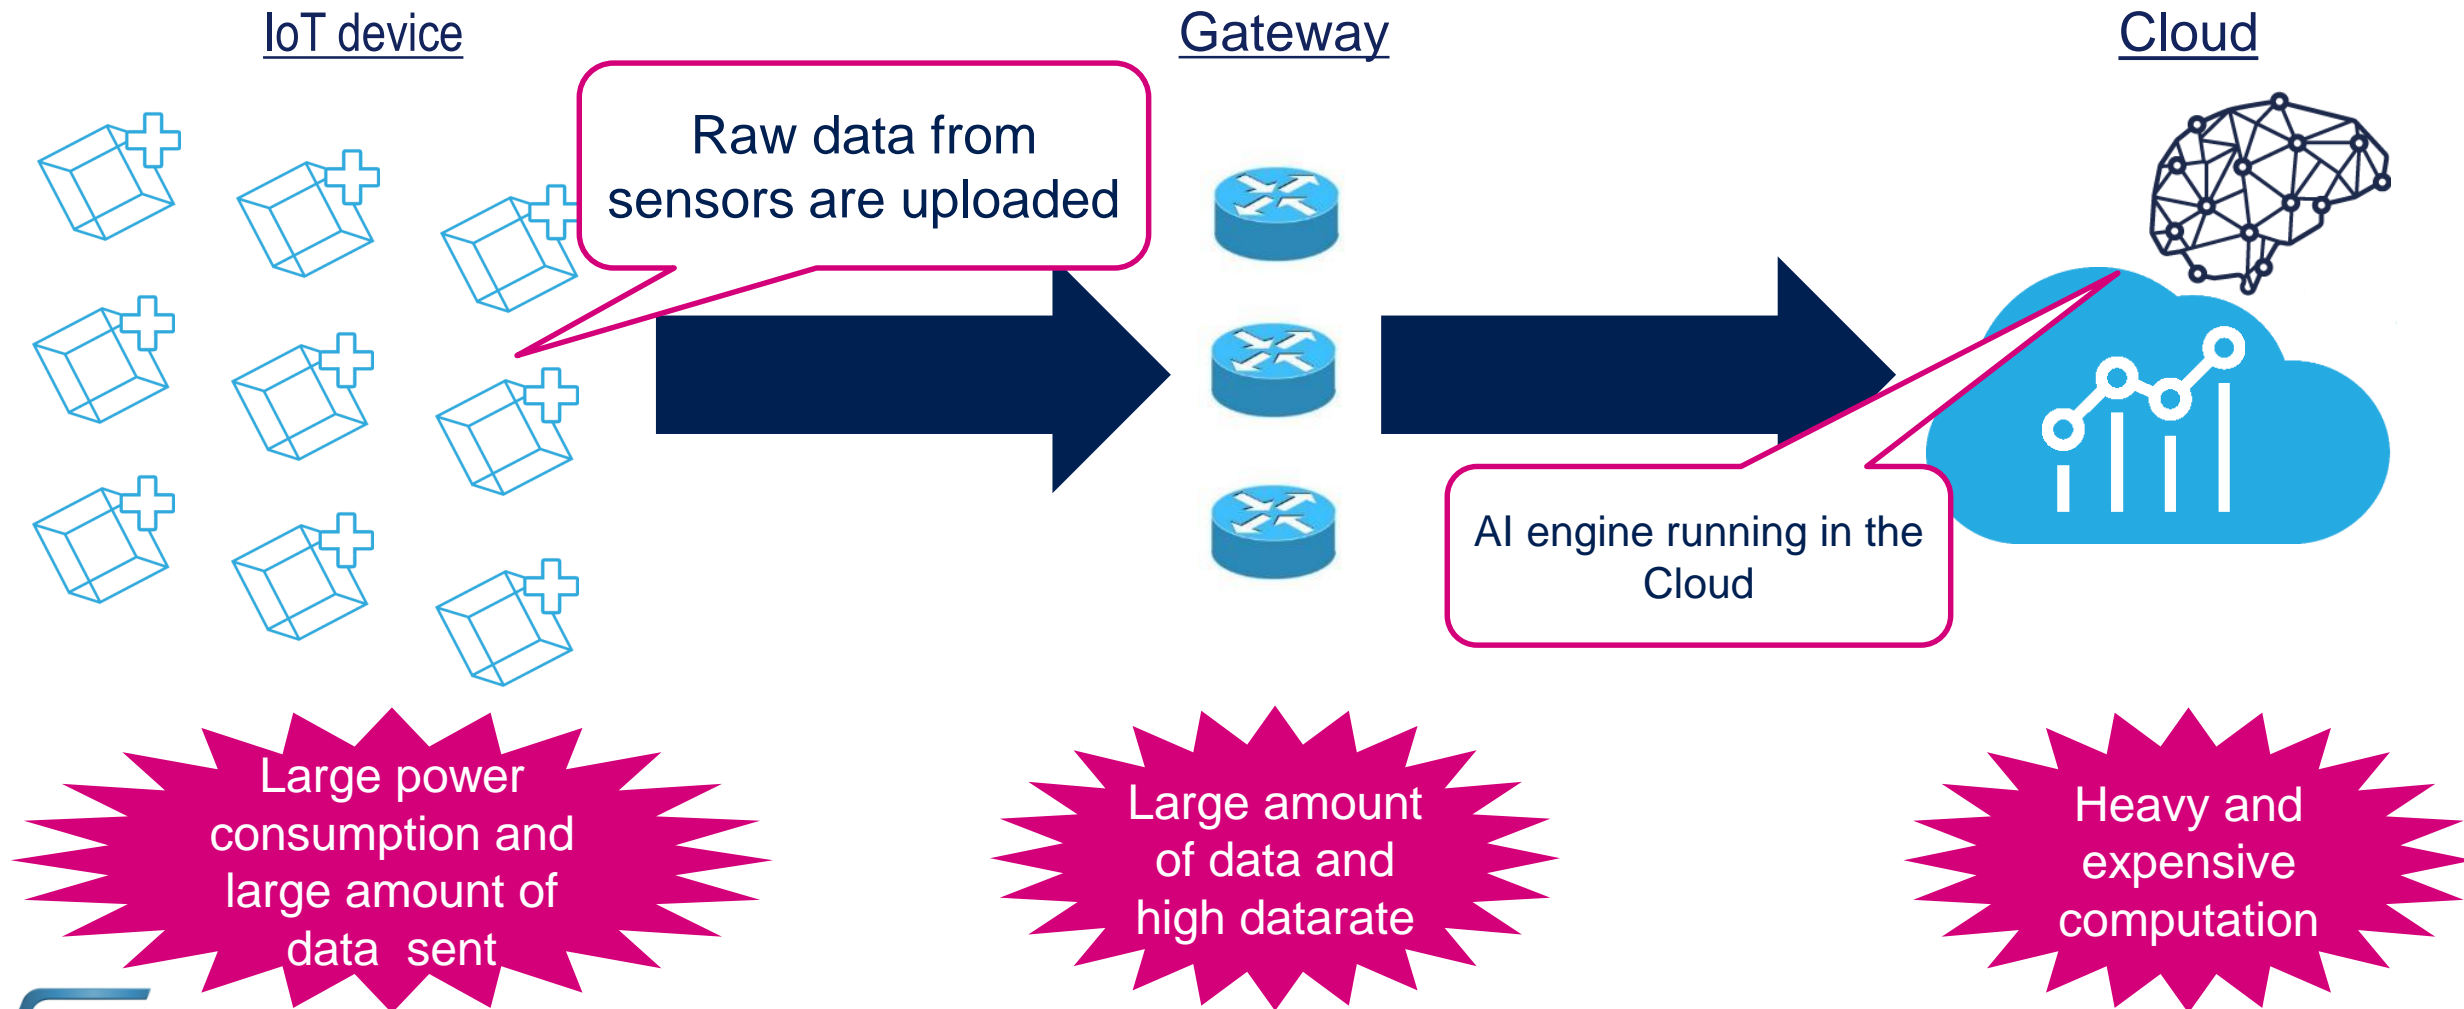 IoT device
Gateway
Cloud
Raw data from
sensors are uploaded
AI engine running in the
Cloud
Large power
consumption and
large amount of
data  sent
Large amount
of data and
high datarate
Heavy and
expensive
computation